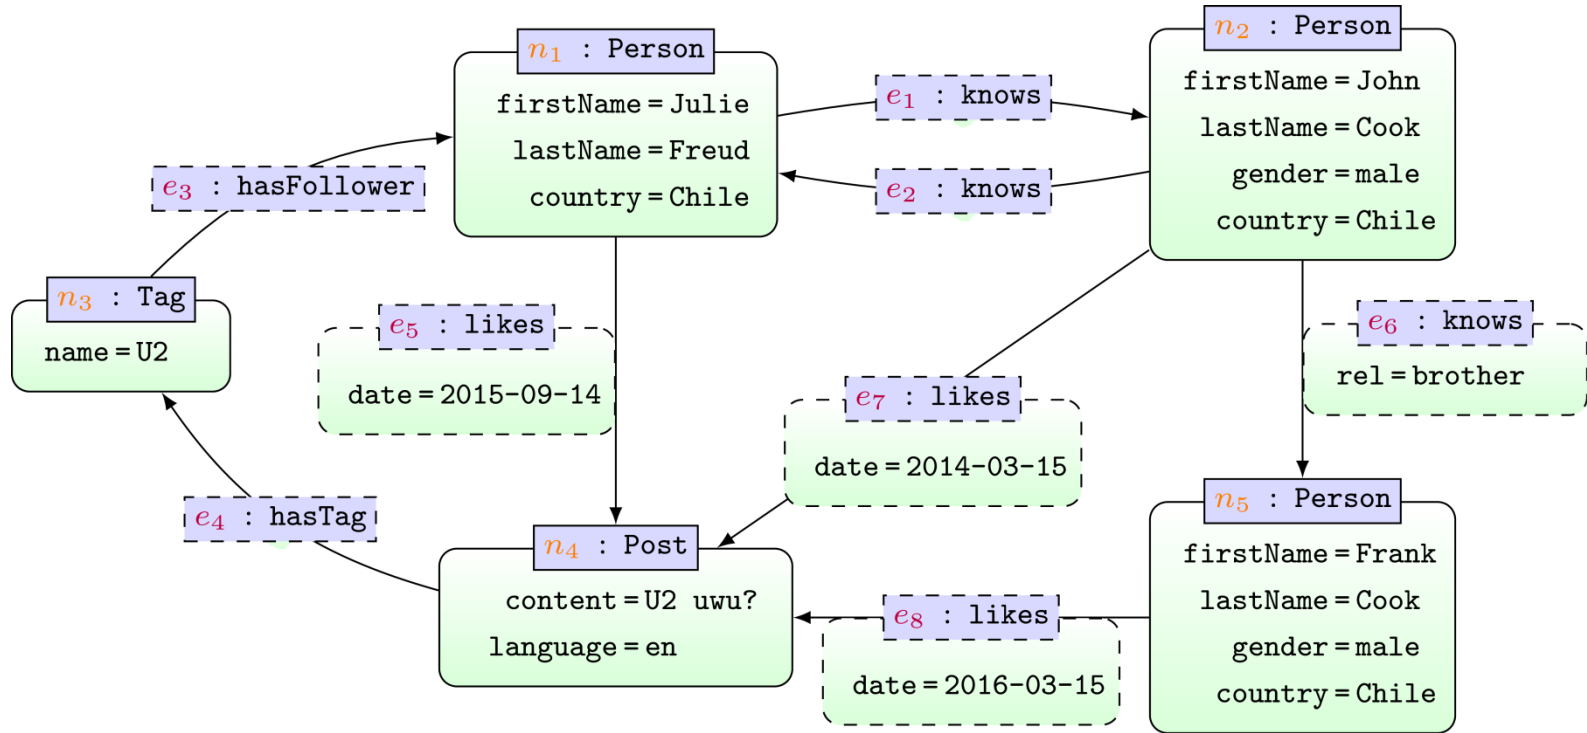 n1 : Person
firstName = Julie
lastName = Freud
country = Chile
e1 : knows
e2 : knows
n2 : Person
firstName = John
lastName = Cook
gender = male
country = Chile
e3 : hasFollower
n3 : Tag
name = U2
e5 : likes
date = 2015-09-14
e7 : likes
date = 2014-03-15
e6 : knows
rel = brother
e4 : hasTag
n4 : Post
content = U2 uwu?
language = en
e8 : likes
date = 2016-03-15
n5 : Person
firstName = Frank
lastName = Cook
gender = male
country = Chile